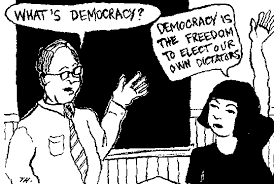 WHAT'S DEMOCRACY?
DEMOCRACY IS
THE FREEDOM
TO ELECT OUR
OWN DICTATORS